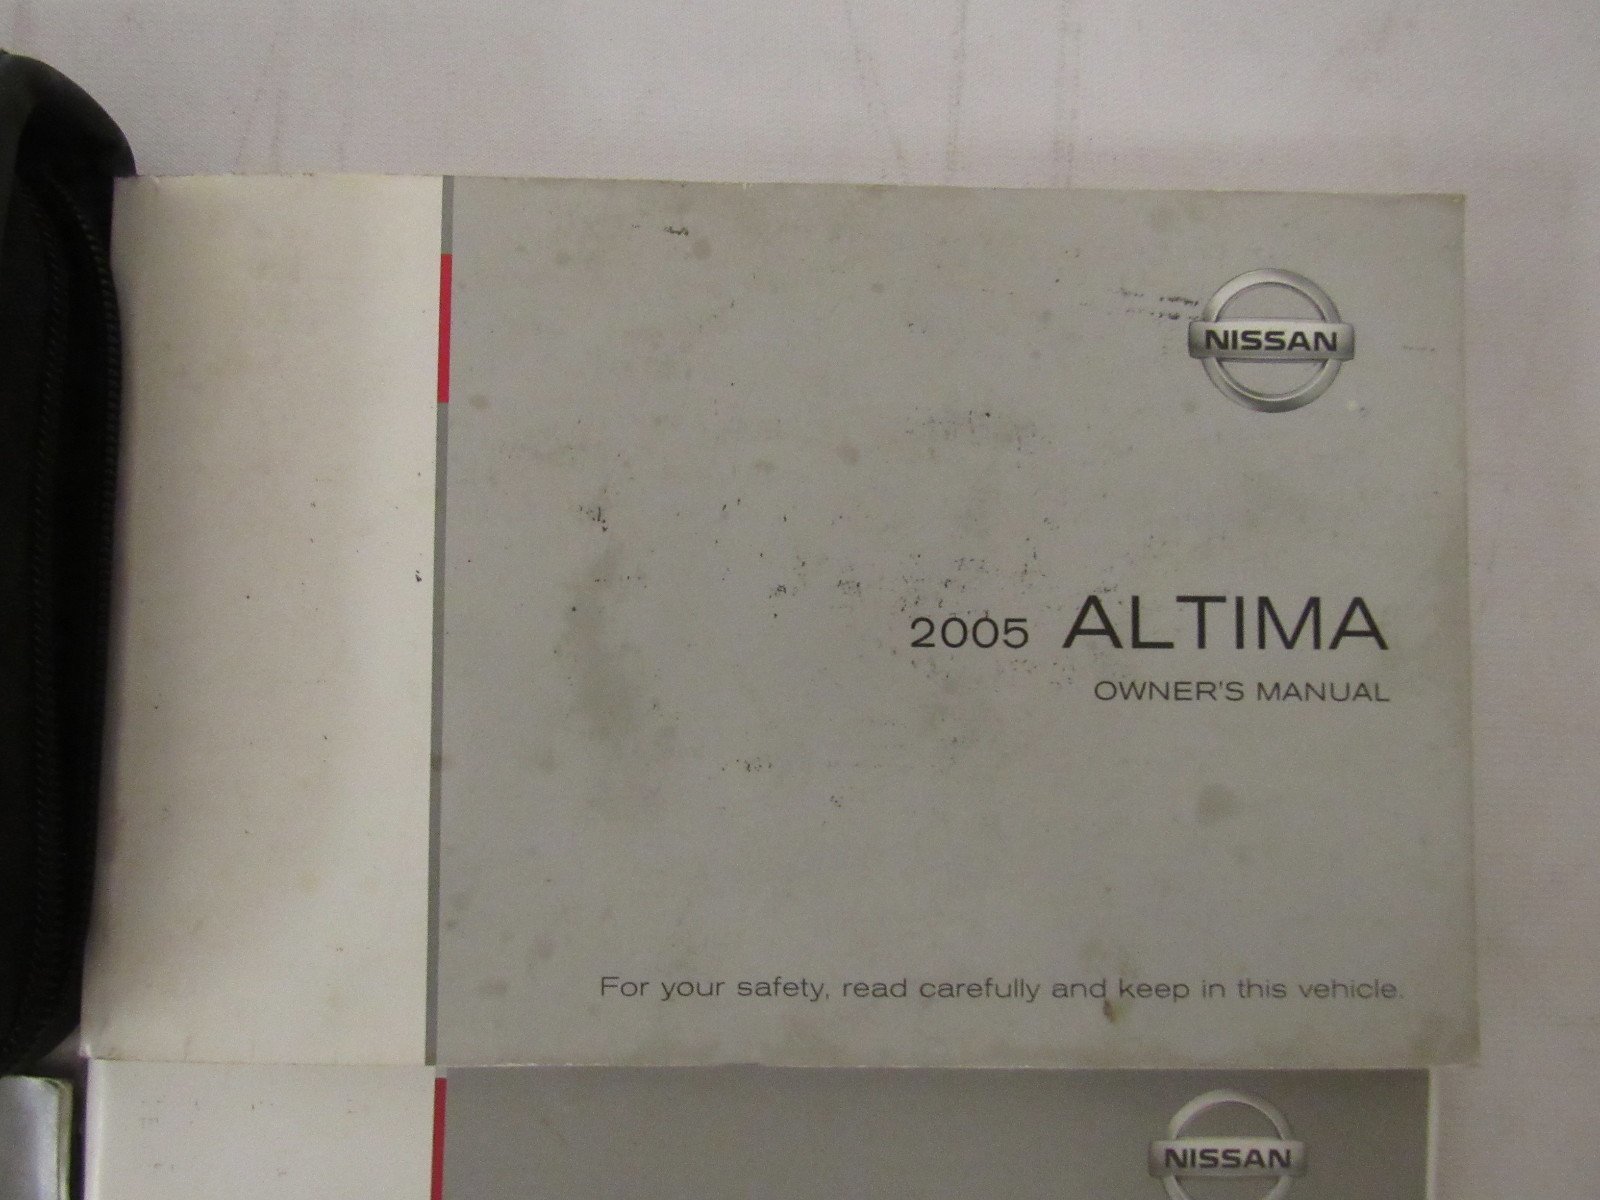 NISSAN
2005 ALTIMA
OWNER'S MANUAL
For your safety, read carefully and keep in this vehicle.
NISSAN